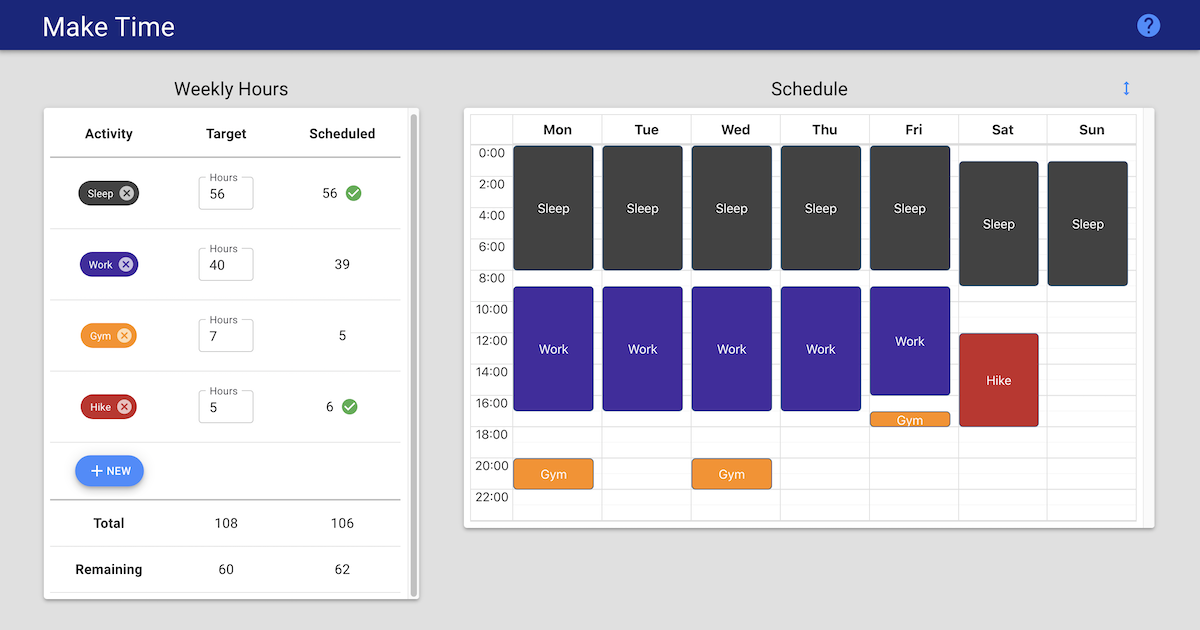 Make Time
?
Weekly Hours
Activity Target Scheduled
Sleep Hours 56 56
Work Hours 40 39
Gym Hours 7 5
Hike Hours 5 6
+ NEW
Total 108 106
Remaining 60 62
Schedule
Mon Tue Wed Thu Fri Sat Sun
0:00
2:00
4:00
Sleep Sleep Sleep Sleep Sleep
Sleep Sleep
6:00
8:00
10:00
12:00
Work Work Work Work Work
14:00
Hike
16:00
Gym
18:00
20:00
Gym Gym
22:00